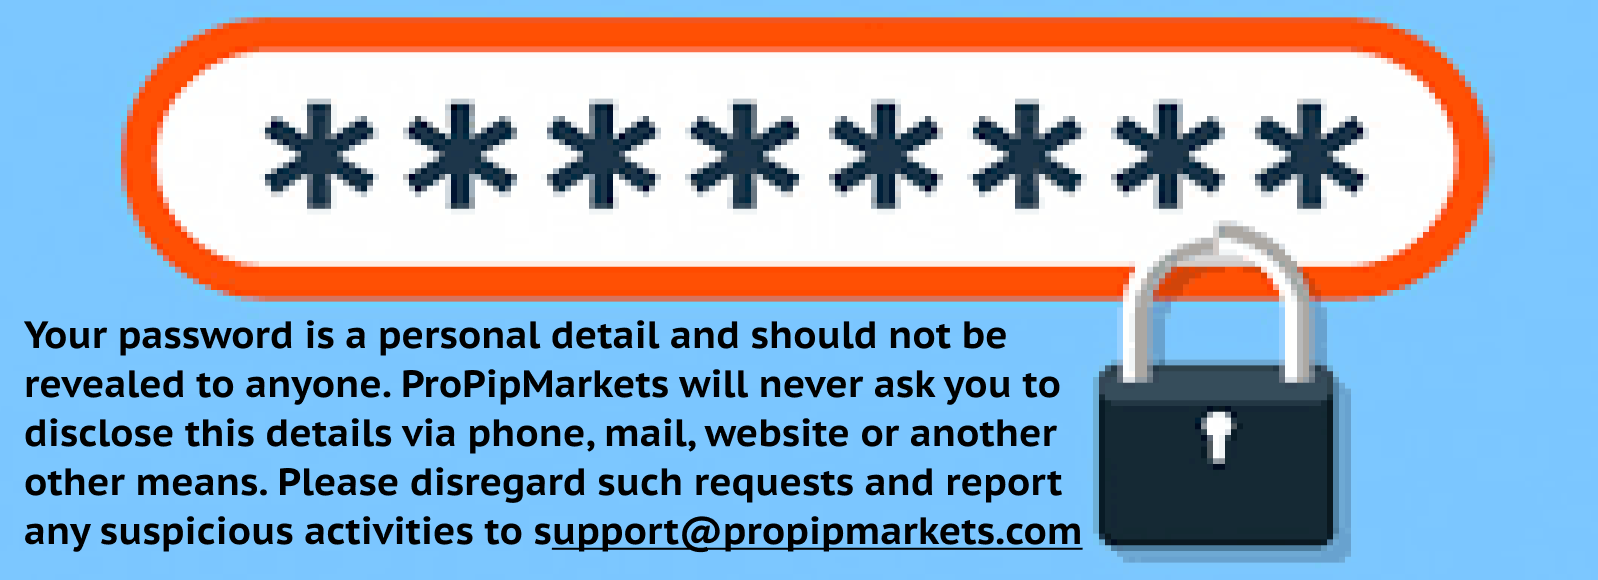 ********
Your password is a personal detail and should not be
revealed to anyone. ProPipMarkets will never ask you to
disclose this details via phone, mail, website or another
other means. Please disregard such requests and report
any suspicious activities to support@propipmarkets.com